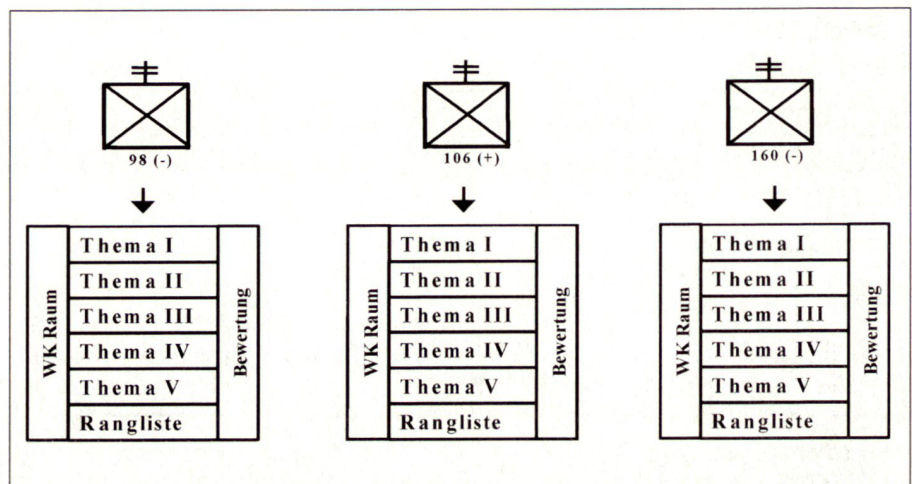 98 (-)
WK Raum
Thema I
Thema II
Thema III
Thema IV
Thema V
Rangliste
Bewertung
106 (+)
WK Raum
Thema I
Thema II
Thema III
Thema IV
Thema V
Rangliste
Bewertung
160 (-)
WK Raum
Thema I
Thema II
Thema III
Thema IV
Thema V
Rangliste
Bewertung